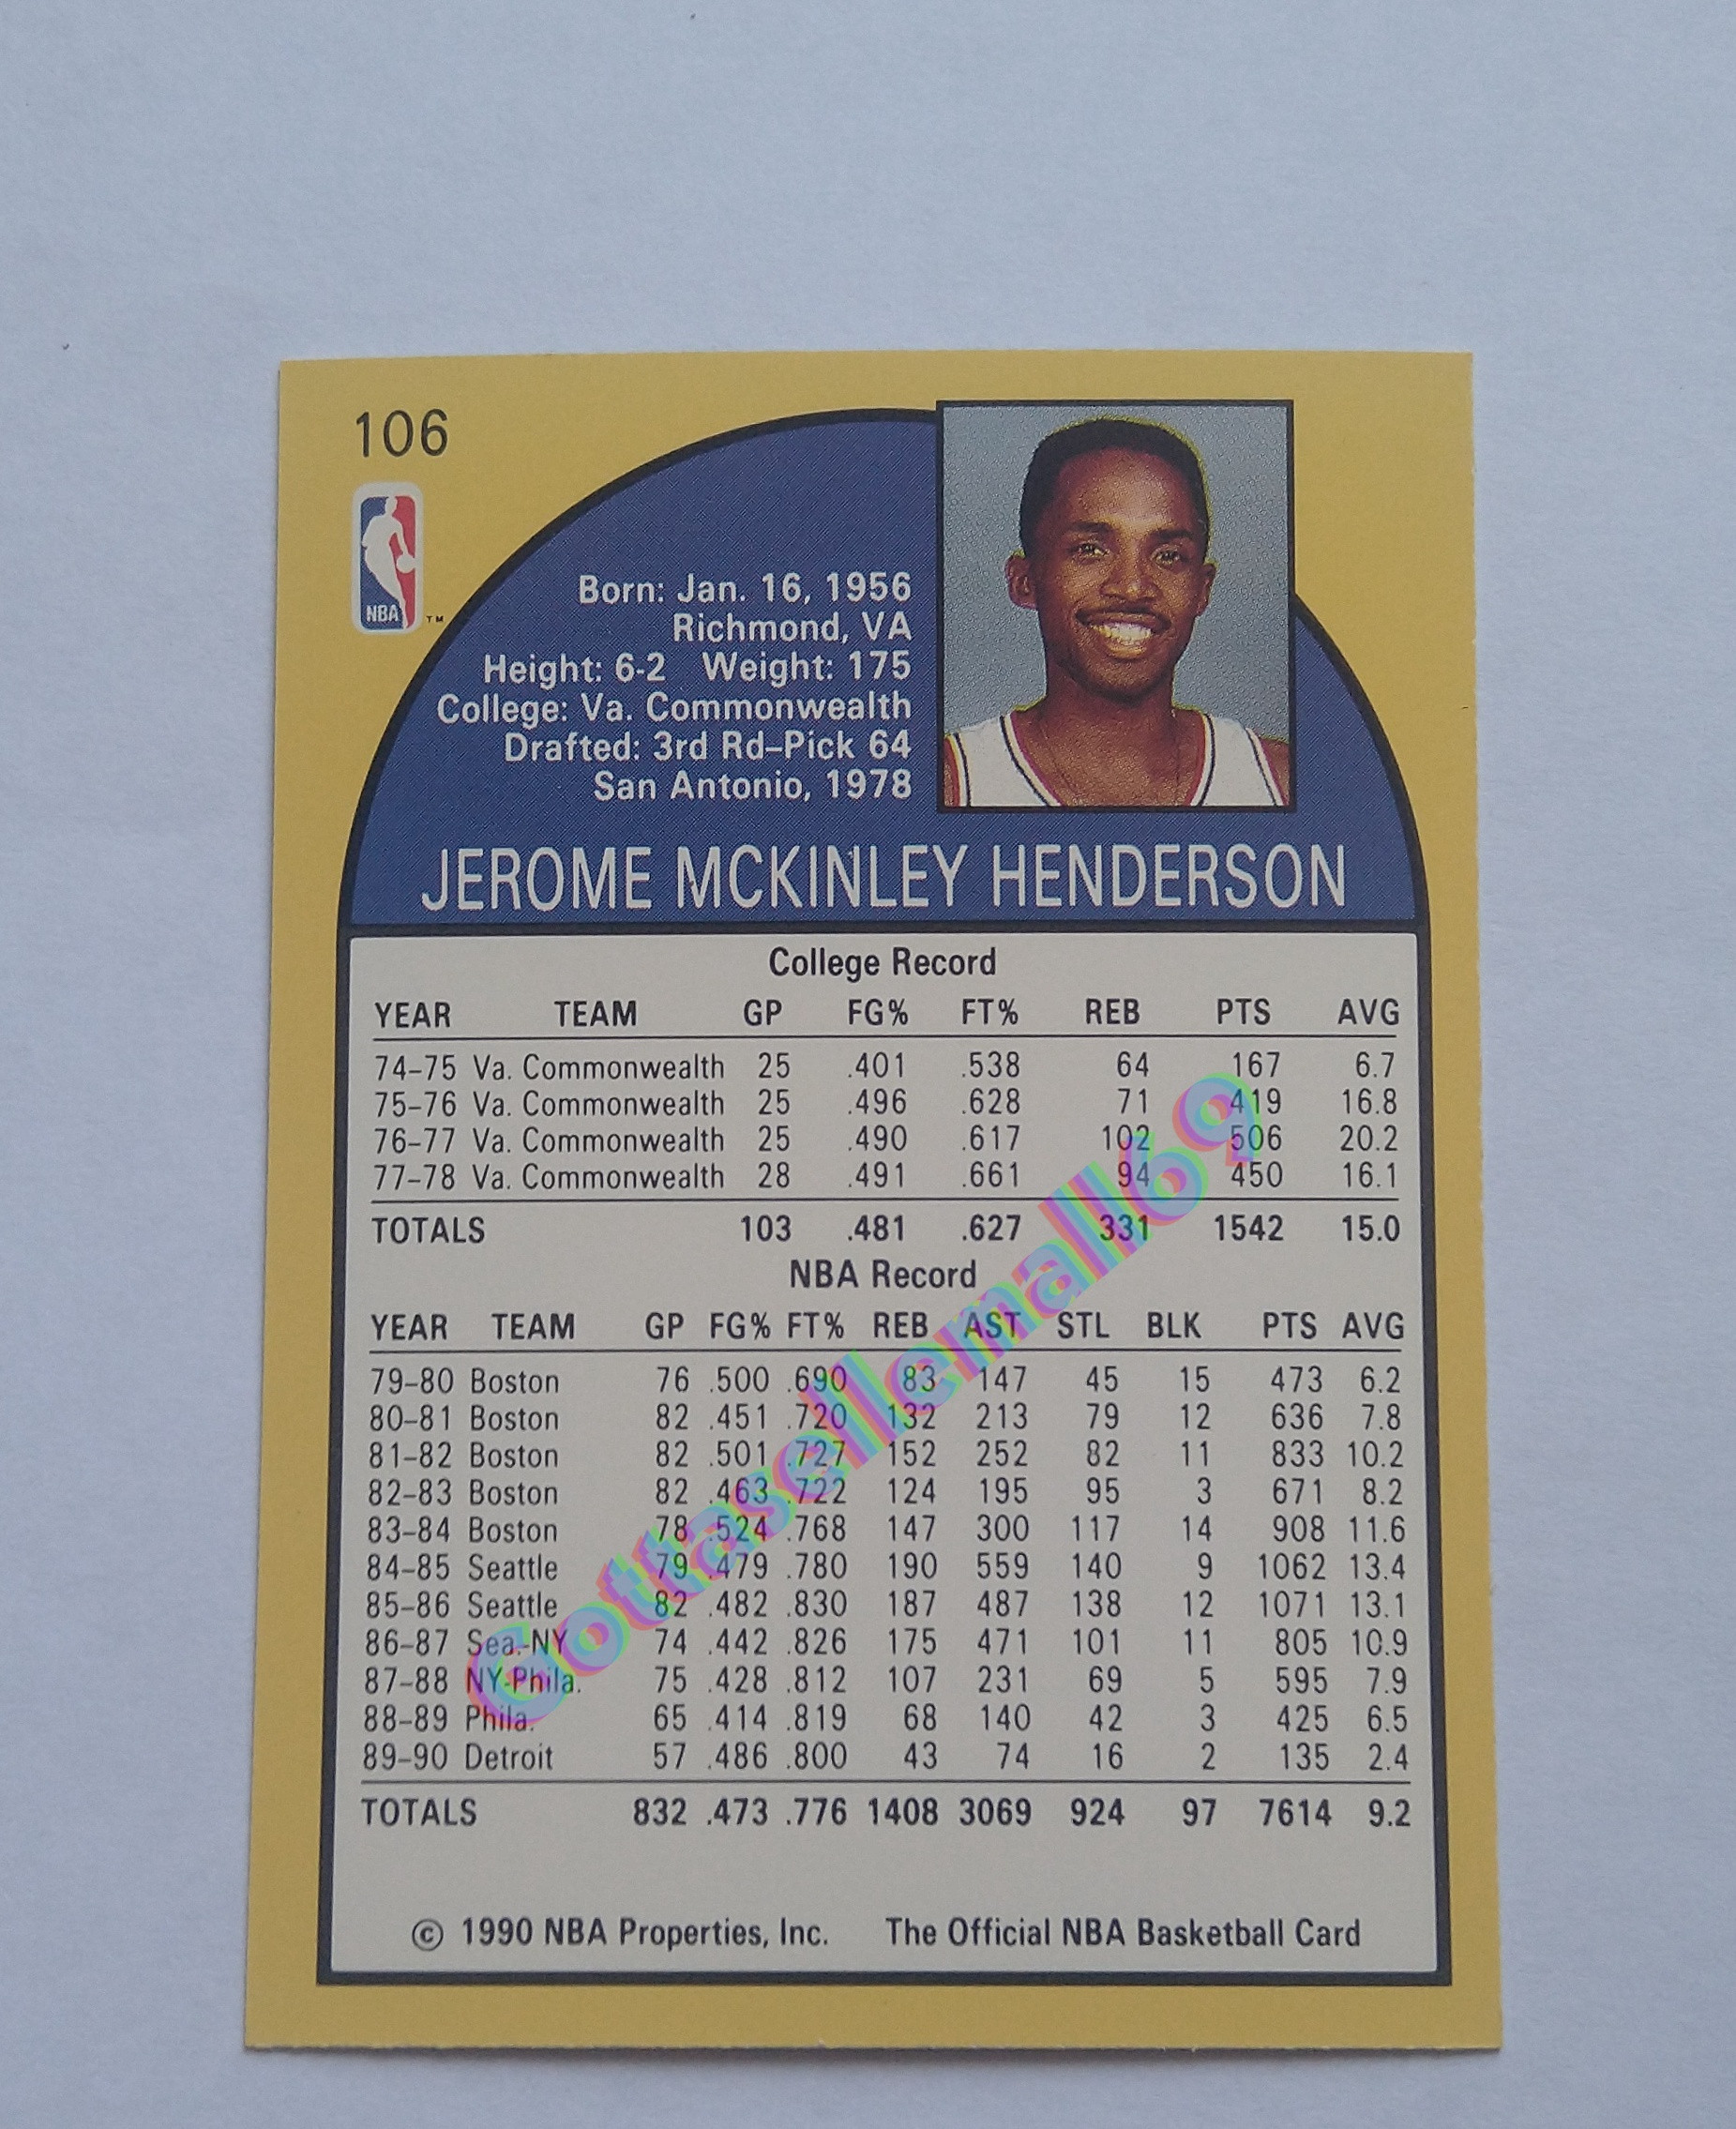 106
NBA
TM
Born: Jan. 16, 1956
Richmond, VA
Height: 6-2 Weight: 175
College: Va. Commonwealth
Drafted: 3rd Rd–Pick 64
San Antonio, 1978
JEROME MCKINLEY HENDERSON
College Record
YEAR TEAM GP FG% FT% REB PTS AVG
74–75 Va. Commonwealth 25 .401 .538 64 167 6.7
75–76 Va. Commonwealth 25 .496 .628 71 419 16.8
76–77 Va. Commonwealth 25 .490 .617 102 506 20.2
77–78 Va. Commonwealth 28 .491 .661 94 450 16.1
TOTALS 103 .481 .627 331 1542 15.0
NBA Record
YEAR TEAM GP FG% FT% REB AST STL BLK PTS AVG
79–80 Boston 76 .500 .690 83 147 45 15 473 6.2
80–81 Boston 82 .451 .720 132 213 79 12 636 7.8
81–82 Boston 82 .501 .727 152 252 82 11 833 10.2
82–83 Boston 82 .463 .722 124 195 95 3 671 8.2
83–84 Boston 78 .524 .768 147 300 117 14 908 11.6
84–85 Seattle 79 .479 .780 190 559 140 9 1062 13.4
85–86 Seattle 82 .482 .830 187 487 138 12 1071 13.1
86–87 Sea.-NY 74 .442 .826 175 471 101 11 805 10.9
87–88 NY-Phila. 75 .428 .812 107 231 69 5 595 7.9
88–89 Phila. 65 .414 .819 68 140 42 3 425 6.5
89–90 Detroit 57 .486 .800 43 74 16 2 135 2.4
TOTALS 832 .473 .776 1408 3069 924 97 7614 9.2
© 1990 NBA Properties, Inc. The Official NBA Basketball Card
Gottasellemall69